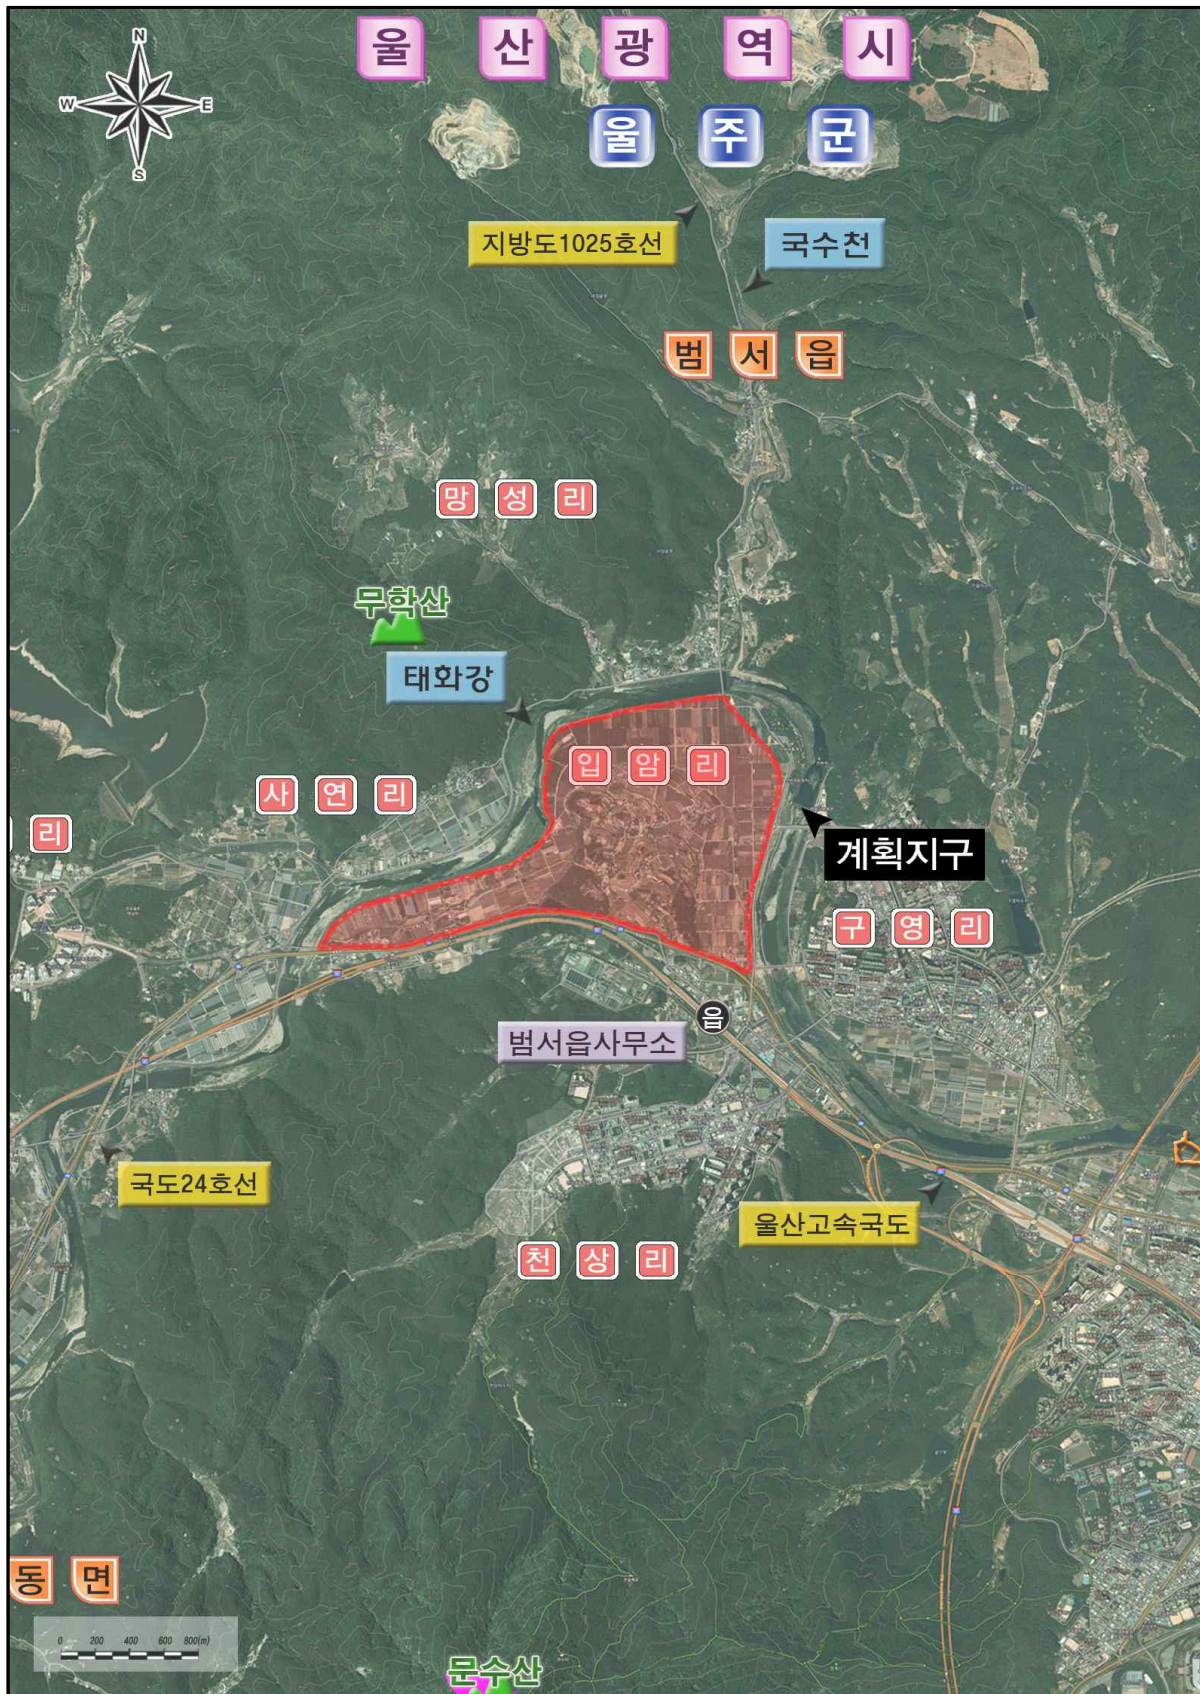 N
W E
S
울 산 광 역 시
울 주 군
지방도1025호선
국수천
범 서 읍
망 성 리
무학산
태화강
입 암 리
사 연 리
리
계획지구
구 영 리
읍
범서읍사무소
국도24호선
울산고속국도
천 상 리
동 면
0 200 400 600 800(m)
문수산